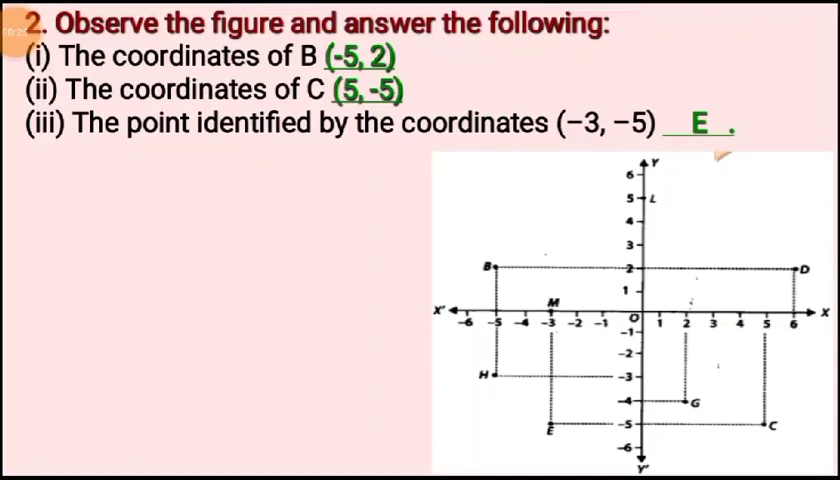 2. Observe the figure and answer the following:
(i) The coordinates of B (-5, 2)
(ii) The coordinates of C (5, -5)
(iii) The point identified by the coordinates (−3, −5) E .
Y
6
5 L
4
3
B 2 D
1
M
X' -6 -5 -4 -3 -2 -1 O 1 2 3 4 5 6 X
-1
-2
H -3
-4 G
E -5 C
-6
Y'